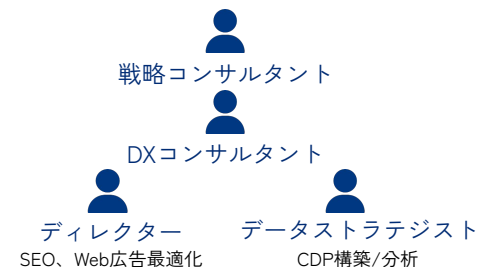 戦略コンサルタント
DXコンサルタント
ディレクター
データストラテジスト
SEO、Web広告最適化
CDP構築/分析